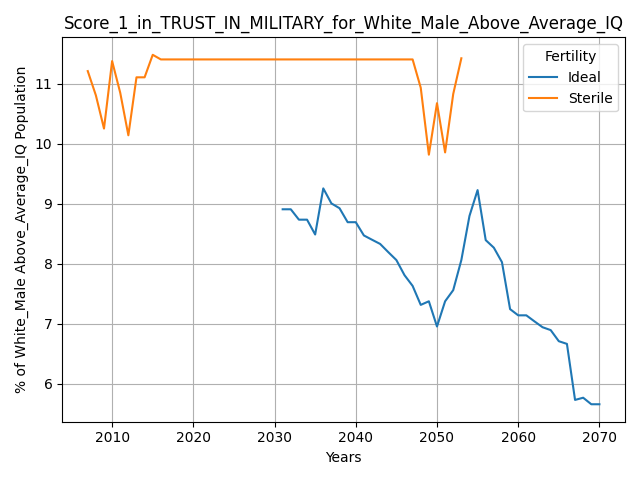 Score_1_in_TRUST_IN_MILITARY_for_White_Male_Above_Average_IQ
% of White_Male Above_Average_IQ Population
11
10
9
8
7
6
Fertility
Ideal
Sterile
2010 2020 2030 2040 2050 2060 2070
Years